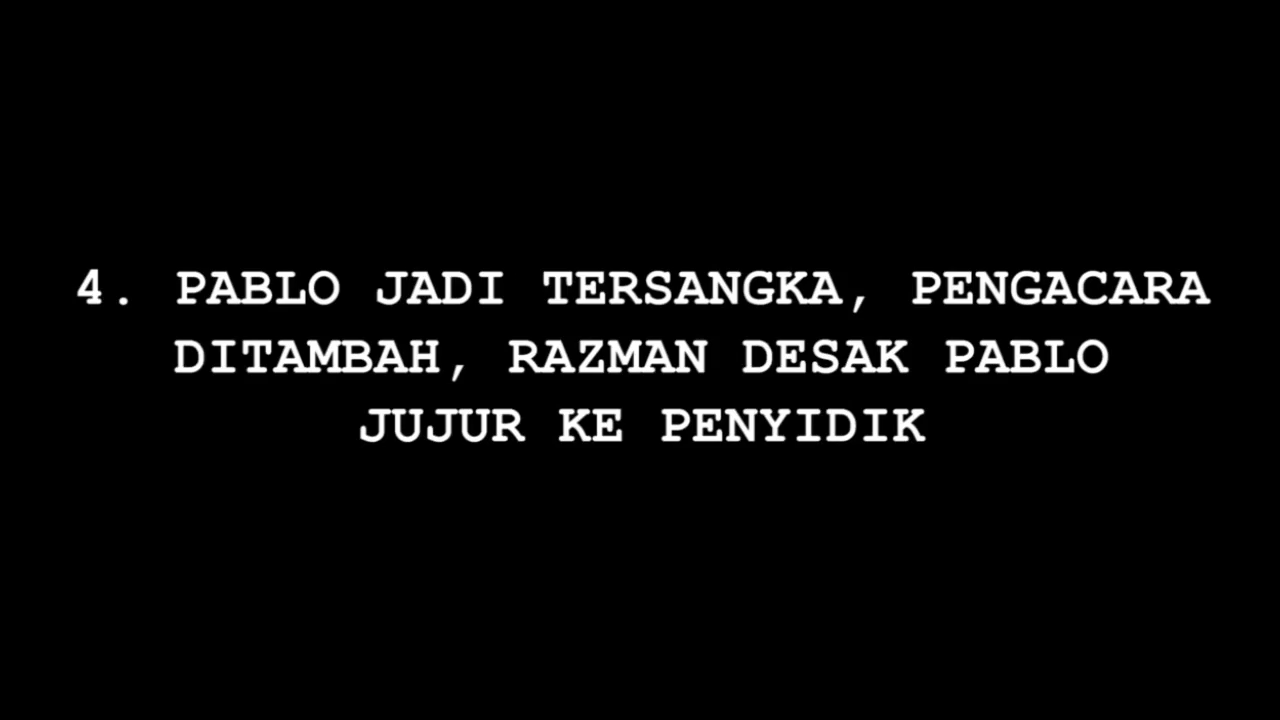 4. PABLO JADI TERSANGKA, PENGACARA
DITAMBAH, RAZMAN DESAK PABLO
JUJUR KE PENYIDIK